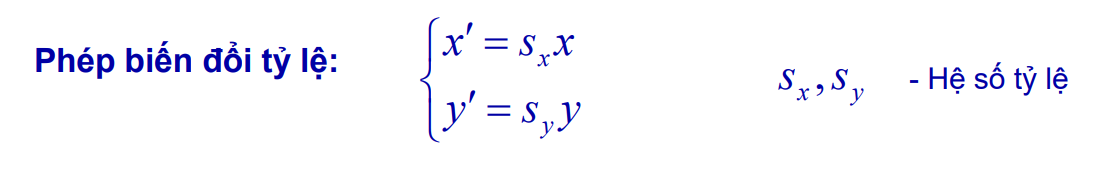 Phép biến đổi tỷ lệ:
x′ = sₓx
y′ = s_y y
sₓ, s_y - Hệ số tỷ lệ